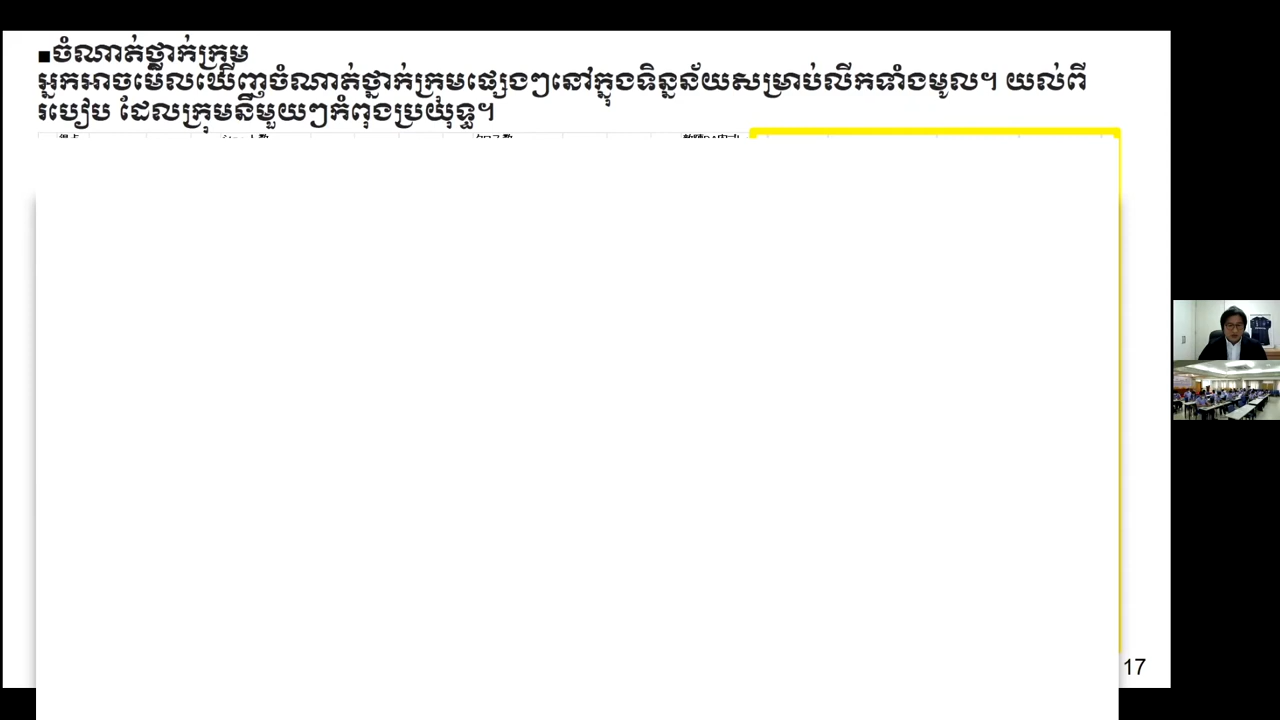 ■ចំណាត់ថ្នាក់ក្រុម
អ្នកអាចមើលឃើញចំណាត់ថ្នាក់ក្រុមផ្សេងៗនៅក្នុងទិន្នន័យសម្រាប់លីកទាំងមូល។ យល់ពី
របៀប ដែលក្រុមនីមួយៗកំពុងប្រយុទ្ធ។
17